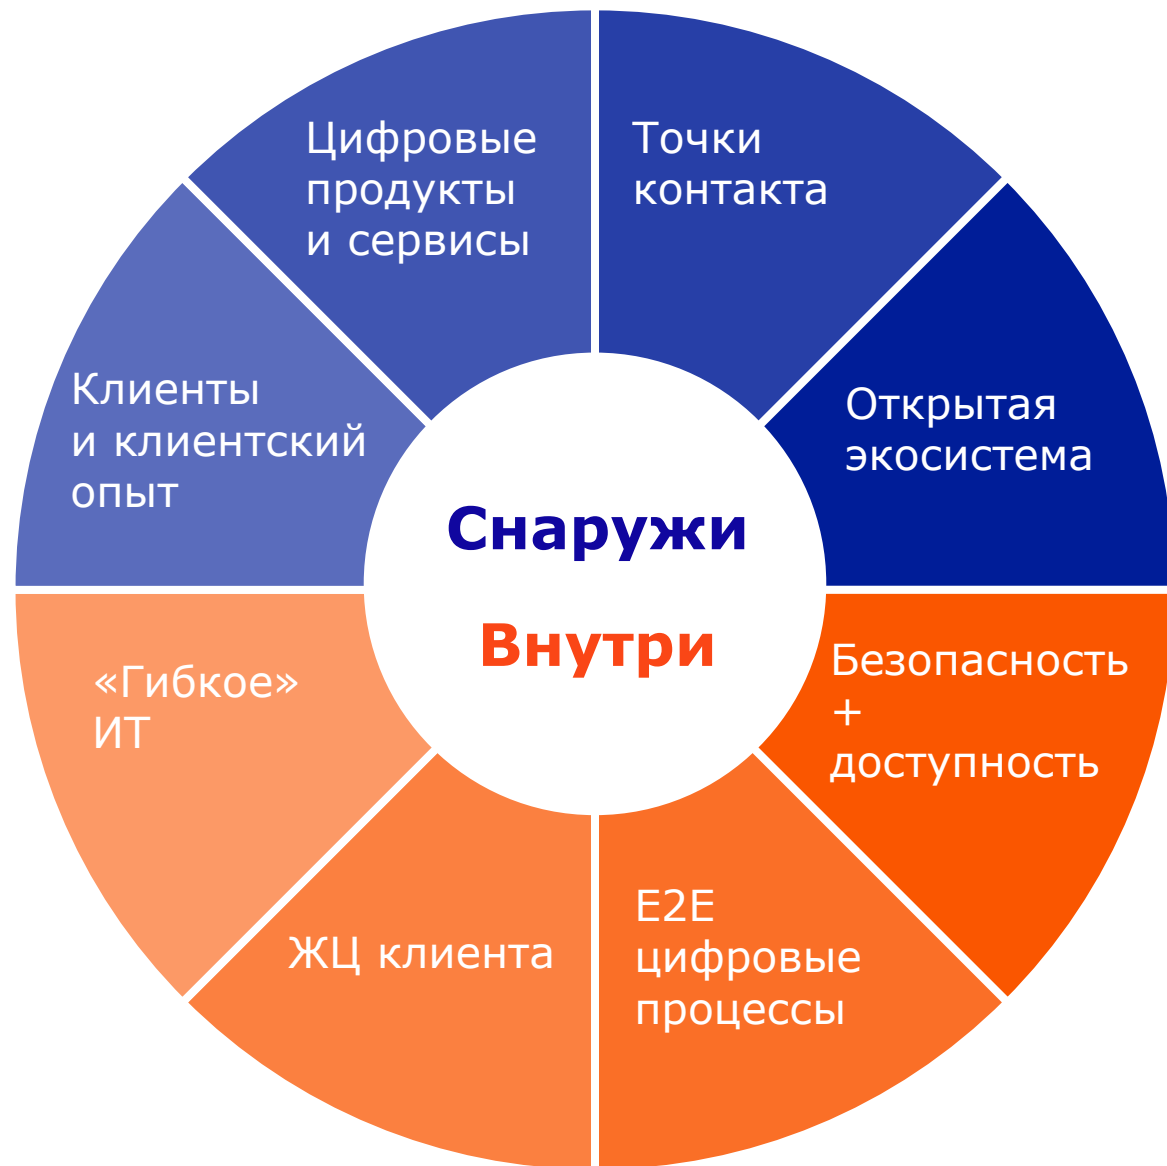 Цифровые
продукты
и сервисы
Точки
контакта
Клиенты
и клиентский
опыт
Открытая
экосистема
Снаружи
Внутри
«Гибкое»
ИТ
Безопасность
+
доступность
ЖЦ клиента
E2E
цифровые
процессы